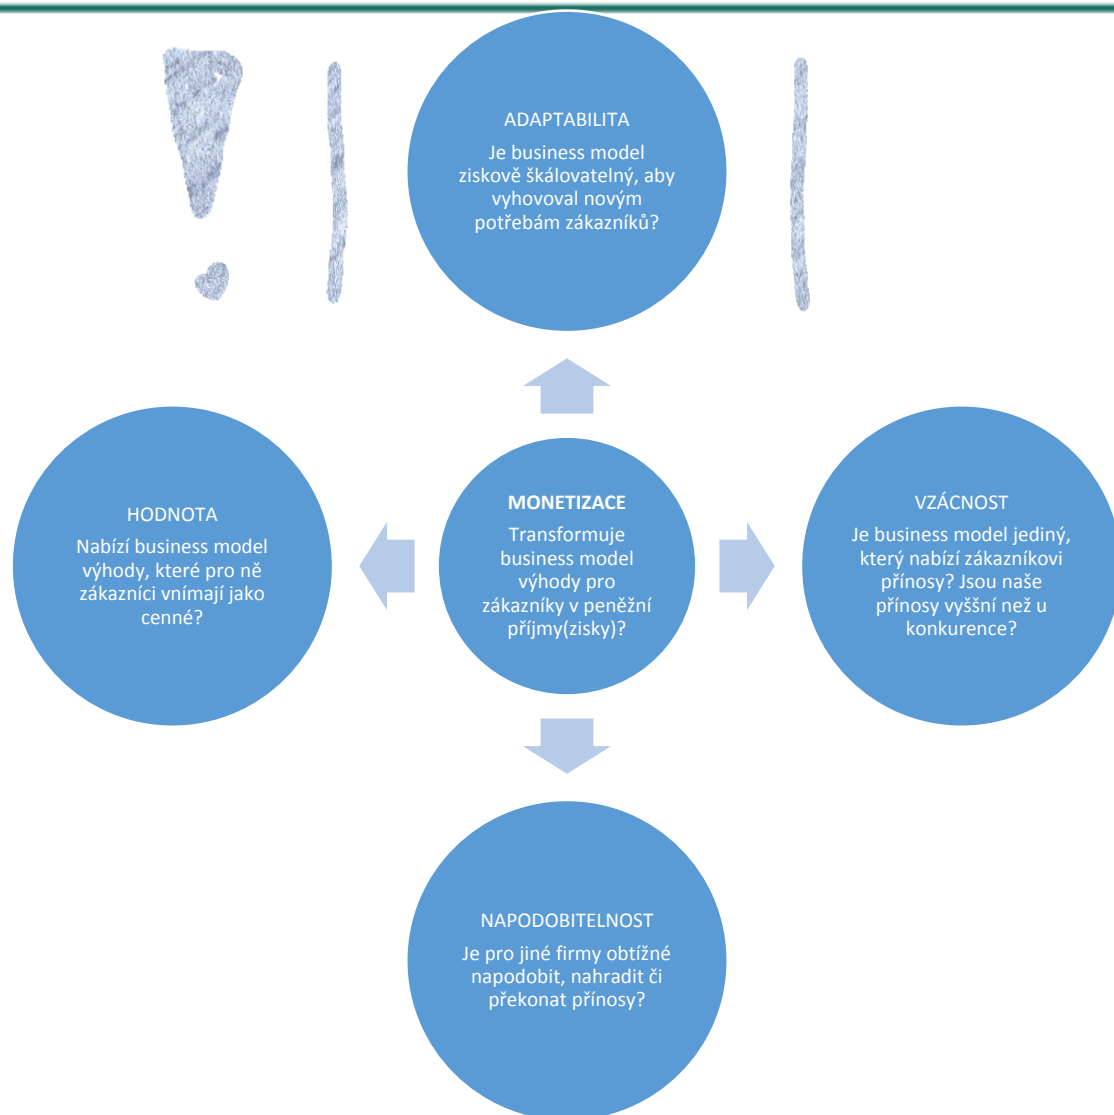 ADAPTABILITA
Je business model
ziskově škálovatelný, aby
vyhovoval novým
potřebám zákazníků?
HODNOTA
Nabízí business model
výhody, které pro ně
zákazníci vnímají jako
cenné?
MONETIZACE
Transformuje
business model
výhody pro
zákazníky v peněžní
příjmy(zisky)?
VZÁCNOST
Je business model jediný,
který nabízí zákazníkovi
přínosy? Jsou naše
přínosy vyššní než u
konkurence?
NAPODOBITELNOST
Je pro jiné firmy obtížné
napodobit, nahradit či
překonat přínosy?